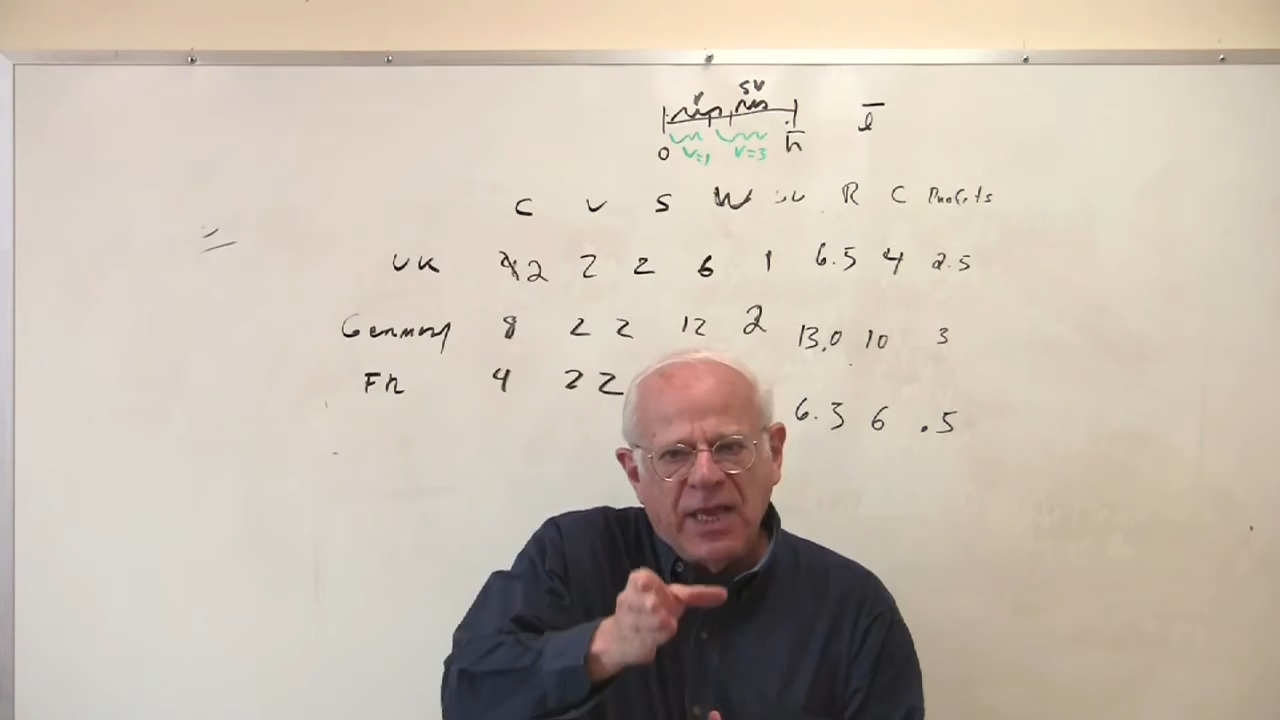 v sv
0 v=1 v=3 h̄ l̄
C V S W R C Profits
UK 2 2 2 6 1 6.5 4 2.5
Germany 8 2 2 12 2 13.0 10 3
FR 4 2 2 6.3 6 .5